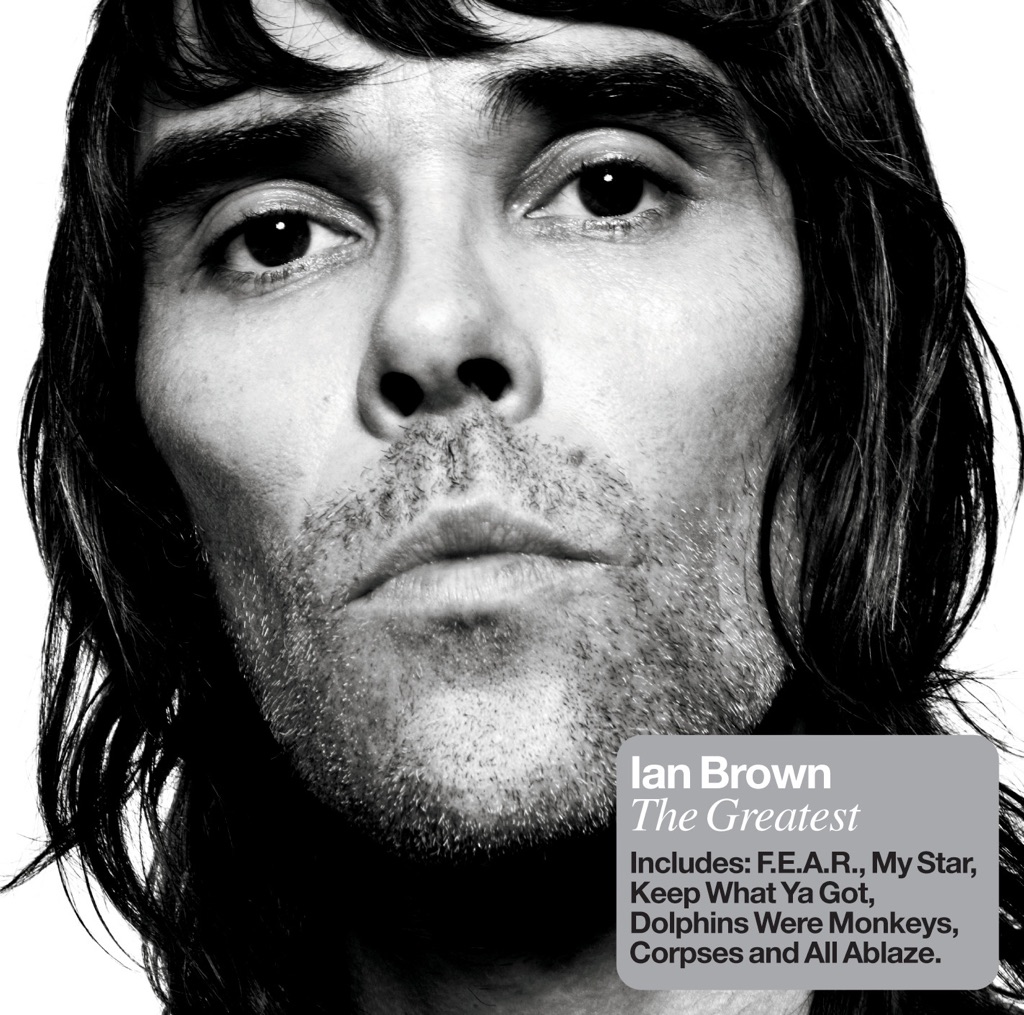 Ian Brown
The Greatest
Includes: F.E.A.R., My Star,
Keep What Ya Got,
Dolphins Were Monkeys,
Corpses and All Ablaze.